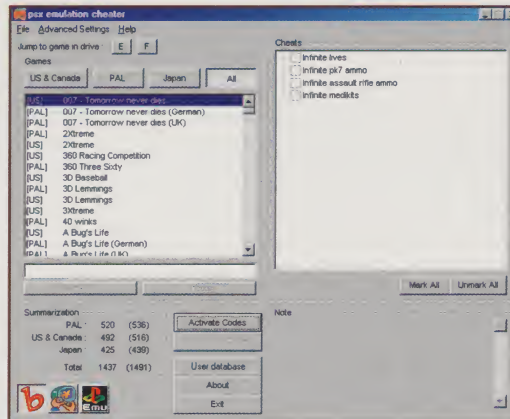 psx emulation cheater
File Advanced Settings Help
Jump to game in drive : E F
Games
US & Canada PAL Japan All
[US] 007 - Tomorrow never dies
[PAL] 007 - Tomorrow never dies (German)
[PAL] 007 - Tomorrow never dies (UK)
[PAL] 2Xtreme
[US] 2Xtreme
[US] 360 Racing Competition
[PAL] 360 Three Sixty
[US] 3D Baseball
[PAL] 3D Lemmings
[US] 3D Lemmings
[US] 3Xtreme
[PAL] 40 winks
[US] A Bug's Life
[PAL] A Bug's Life (German)
[PAL] A Bug's Life (UK)
Cheats
Infinite lives
Infinite pk7 ammo
Infinite assault rifle ammo
Infinite medikits
Mark All Unmark All
Summarization
PAL : 520 (536)
US & Canada : 492 (516)
Japan : 425 (439)
Total 1437 (1491)
Activate Codes
User database
About
Exit
Note
b
EMU